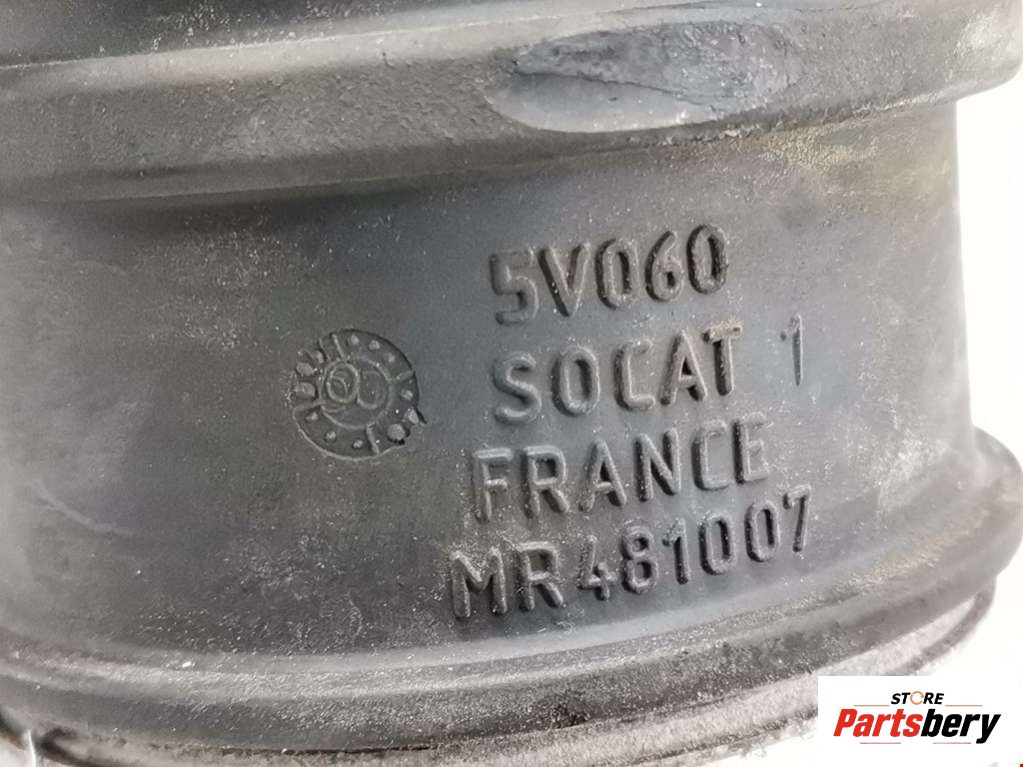 5V060
SOCAT 1
FRANCE
MR481007
STORE
Partsbery